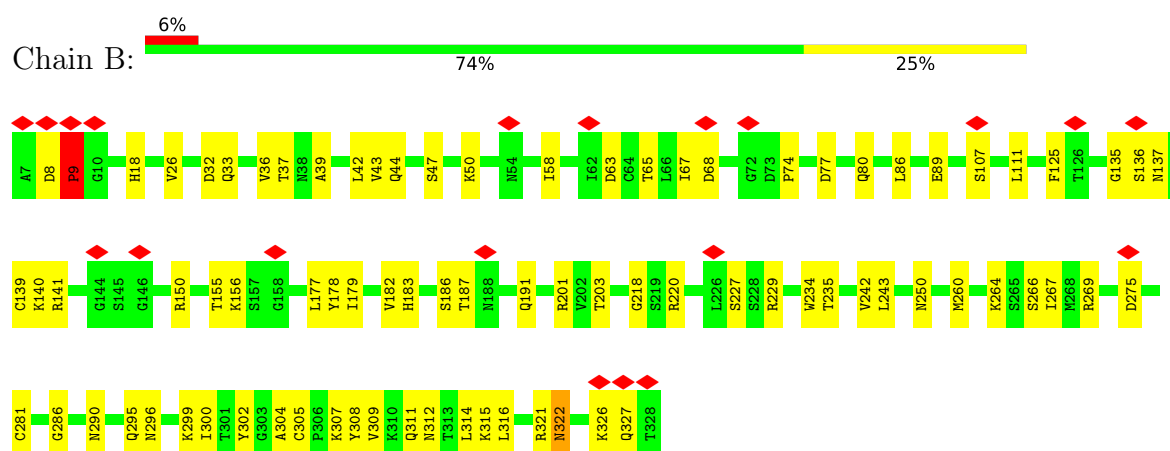 6%
Chain B:
74% 25%
A7 D8 P9 G10 H18 V26 D32 Q33 V36 T37 N38 A39 L42 V43 Q44 S47 K50 N54 I58 I62 D63 C64 T65 L66 I67 D68 G72 D73 P74 D77 Q80 L86 E89 S107 L111 F125 T126 G135 S136 N137
C139 K140 R141 G144 S145 G146 R150 T155 K156 S157 G158 L177 Y178 I179 V182 H183 S186 T187 N188 Q191 R201 V202 T203 G218 S219 R220 L226 S227 S228 R229 W234 T235 V242 L243 N250 M260 K264 S265 S266 I267 M268 R269 D275
C281 G286 N290 Q295 N296 K299 I300 T301 Y302 G303 A304 C305 P306 K307 Y308 V309 K310 Q311 N312 T313 L314 K315 L316 R321 N322 K326 Q327 T328